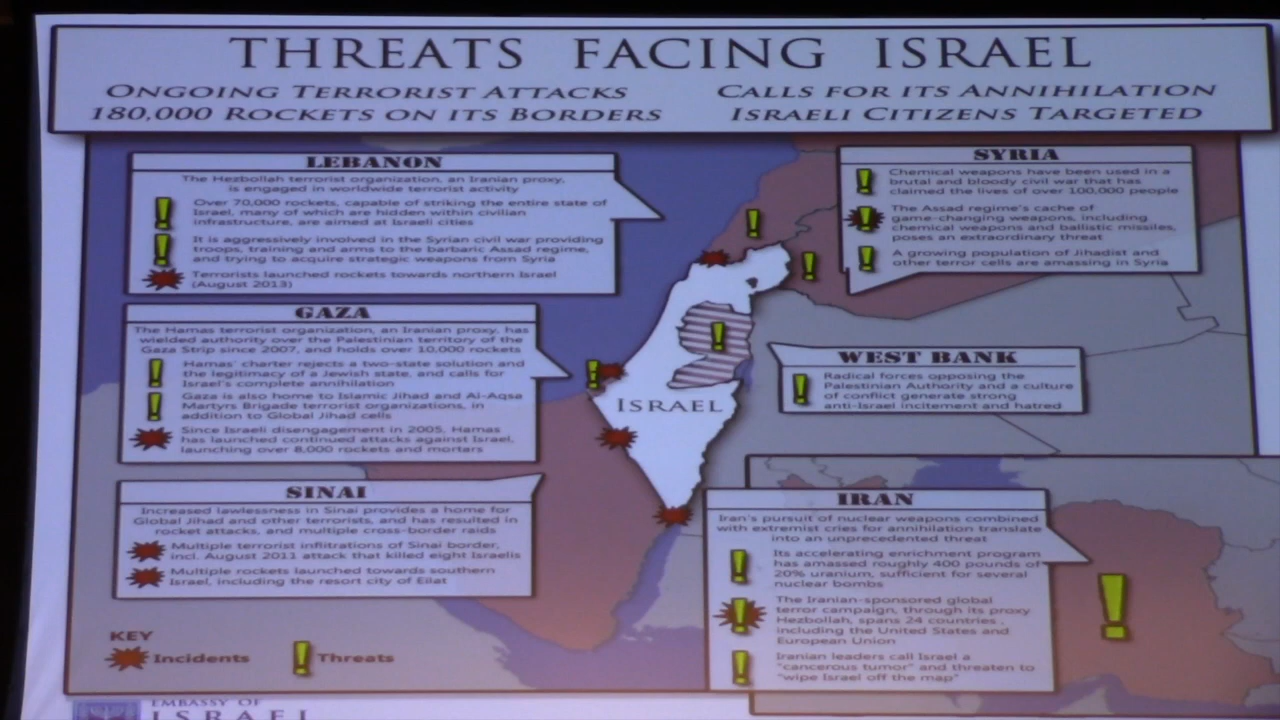 THREATS FACING ISRAEL
ONGOING TERRORIST ATTACKS
180,000 ROCKETS ON ITS BORDERS
CALLS FOR ITS ANNIHILATION
ISRAELI CITIZENS TARGETED
LEBANON
The Hezbollah terrorist organization, an Iranian proxy,
is engaged in worldwide terrorist activity
Over 70,000 rockets, capable of striking the entire state of
Israel, many of which are hidden within civilian
infrastructure, are aimed at Israeli cities
It is aggressively involved in the Syrian civil war providing
troops, training and arms to the barbaric Assad regime,
and trying to acquire strategic weapons from Syria
Terrorists launched rockets towards northern Israel
(August 2013)
SYRIA
Chemical weapons have been used in a
brutal and bloody civil war that has
claimed the lives of over 100,000 people
The Assad regime's cache of
game-changing weapons, including
chemical weapons and ballistic missiles,
poses an extraordinary threat
A growing population of Jihadist and
other terror cells are amassing in Syria
GAZA
The Hamas terrorist organization, an Iranian proxy, has
wielded authority over the Palestinian territory of the
Gaza Strip since 2007, and holds over 10,000 rockets
Hamas' charter rejects a two-state solution and
the legitimacy of a Jewish state, and calls for
Israel's complete annihilation
Gaza is also home to Islamic Jihad and Al-Aqsa
Martyrs Brigade terrorist organizations, in
addition to Global Jihad cells
Since Israeli disengagement in 2005, Hamas
has launched continued attacks against Israel,
launching over 8,000 rockets and mortars
WEST BANK
Radical forces opposing the
Palestinian Authority and a culture
of conflict generate strong
anti-Israel incitement and hatred
ISRAEL
SINAI
Increased lawlessness in Sinai provides a home for
Global Jihad and other terrorists, and has resulted in
rocket attacks, and multiple cross-border raids
Multiple terrorist inflitrations of Sinai border,
incl. August 2011 attack that killed eight Israelis
Multiple rockets launched towards southern
Israel, including the resort city of Eilat
IRAN
Iran's pursuit of nuclear weapons combined
with extremist cries for annihilation translate
into an unprecedented threat
Its accelerating enrichment program
has amassed roughly 400 pounds of
20% uranium, sufficient for several
nuclear bombs
The Iranian-sponsored global
terror campaign, through its proxy
Hezbollah, spans 24 countries,
including the United States and
European Union
Iranian leaders call Israel a
"cancerous tumor" and threaten to
"wipe Israel off the map"
KEY
Incidents
Threats
EMBASSY OF
ISRAEL